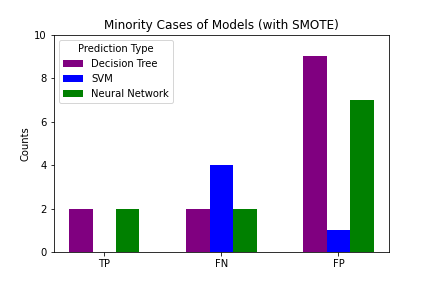 Minority Cases of Models (with SMOTE)
Prediction Type
Decision Tree
SVM
Neural Network
Counts
10
8
6
4
2
0
TP FN FP